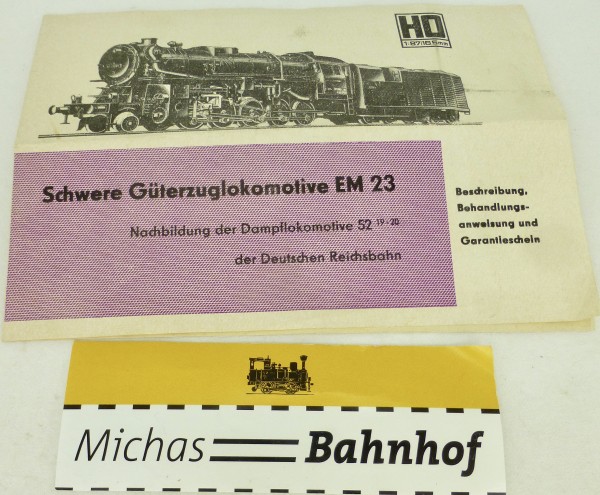 HO
1:87/16,5mm
Schwere Güterzuglokomotive EM 23
Nachbildung der Dampflokomotive 52 19-20
der Deutschen Reichsbahn
Beschreibung,
Behandlungs-
anweisung und
Garantieschein
Michas Bahnhof